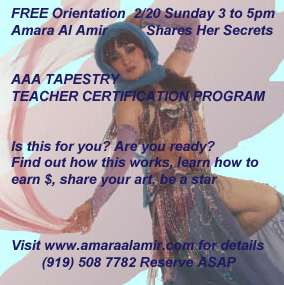 FREE Orientation 2/20 Sunday 3 to 5pm
Amara Al Amir Shares Her Secrets
AAA TAPESTRY
TEACHER CERTIFICATION PROGRAM
Is this for you? Are you ready?
Find out how this works, learn how to
earn $, share your art, be a star
Visit www.amaraalamir.com for details
(919) 508 7782 Reserve ASAP